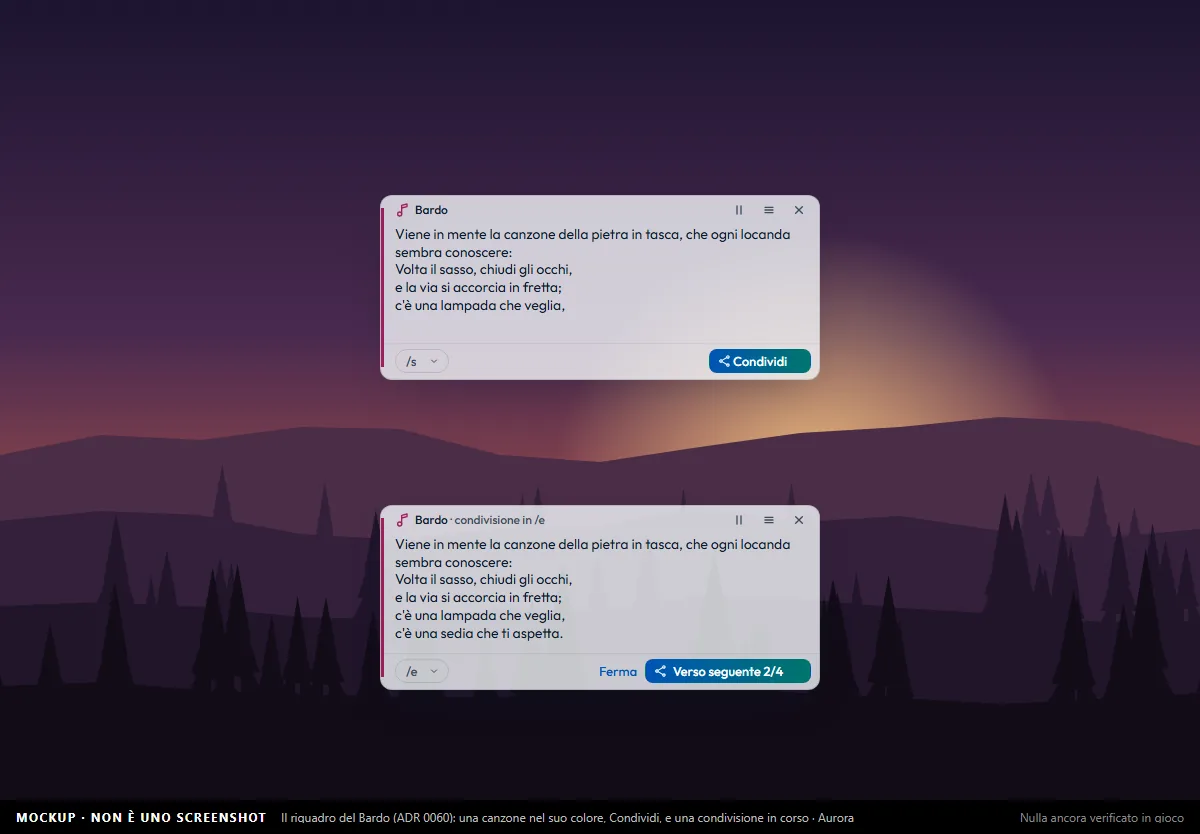 Bardo
Viene in mente la canzone della pietra in tasca, che ogni locanda
sembra conoscere:
Volta il sasso, chiudi gli occhi,
e la via si accorcia in fretta;
c'è una lampada che veglia,
/s
Condividi
Bardo · condivisione in /e
Viene in mente la canzone della pietra in tasca, che ogni locanda
sembra conoscere:
Volta il sasso, chiudi gli occhi,
e la via si accorcia in fretta;
c'è una lampada che veglia,
c'è una sedia che ti aspetta.
/e
Ferma
Verso seguente 2/4
MOCKUP · NON È UNO SCREENSHOT
Il riquadro del Bardo (ADR 0060): una canzone nel suo colore, Condividi, e una condivisione in corso · Aurora
Nulla ancora verificato in gioco